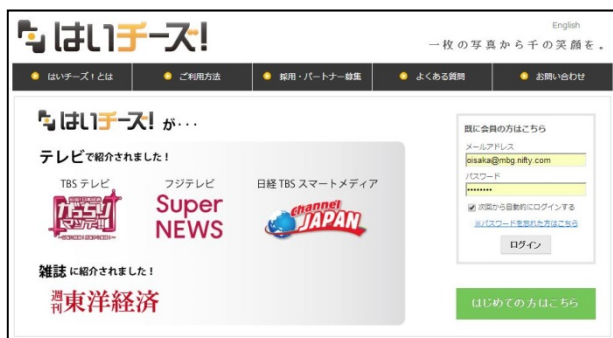 はいチーズ!
English
一枚の写真から千の笑顔を。
はいチーズ！とは
ご利用方法
採用・パートナー募集
よくある質問
お問い合わせ
はいチーズ! が・・・
テレビで紹介されました！
TBS テレビ
フジテレビ
日経 TBS スマートメディア
がっちりマンデー!!
Super
NEWS
channel
JAPAN
雑誌 に紹介されました！
週刊東洋経済
既に会員の方はこちら
メールアドレス
oisaka@mbg.nifty.com
パスワード
••••••••
次回から自動的にログインする
※パスワードを忘れた方はこちら
ログイン
はじめての方はこちら